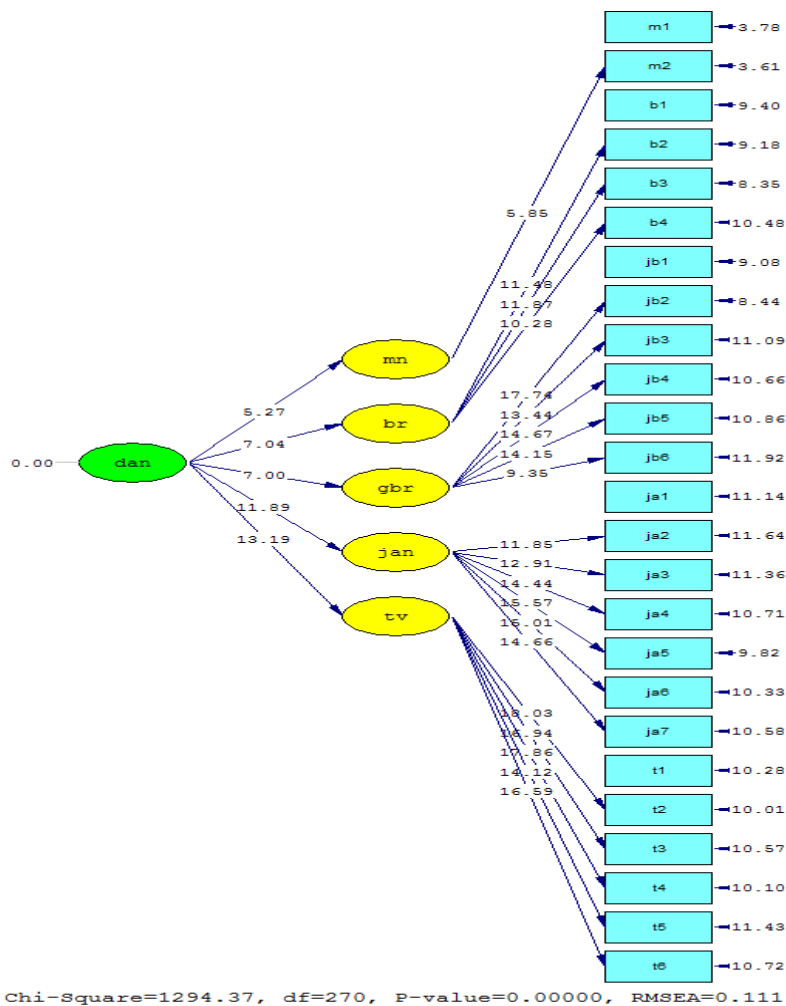 m1 3.78
m2 3.61
b1 9.40
b2 9.18
b3 8.35
5.85
b4 10.48
jb1 9.08
11.48
jb2 8.44
11.87
10.28
jb3 11.09
mn
jb4 10.66
17.74
5.27
13.44
jb5 10.86
br
14.67
7.04
14.15
jb6 11.92
0.00 dan
9.35
7.00
gbr
ja1 11.14
11.89
ja2 11.64
13.19
11.85
jan
12.91
ja3 11.36
14.44
15.57
ja4 10.71
tv
16.01
14.66
ja5 9.82
ja6 10.33
18.03
ja7 10.58
16.94
17.86
t1 10.28
14.12
16.59
t2 10.01
t3 10.57
t4 10.10
t5 11.43
t6 10.72
Chi-Square=1294.37, df=270, P-value=0.00000, RMSEA=0.111